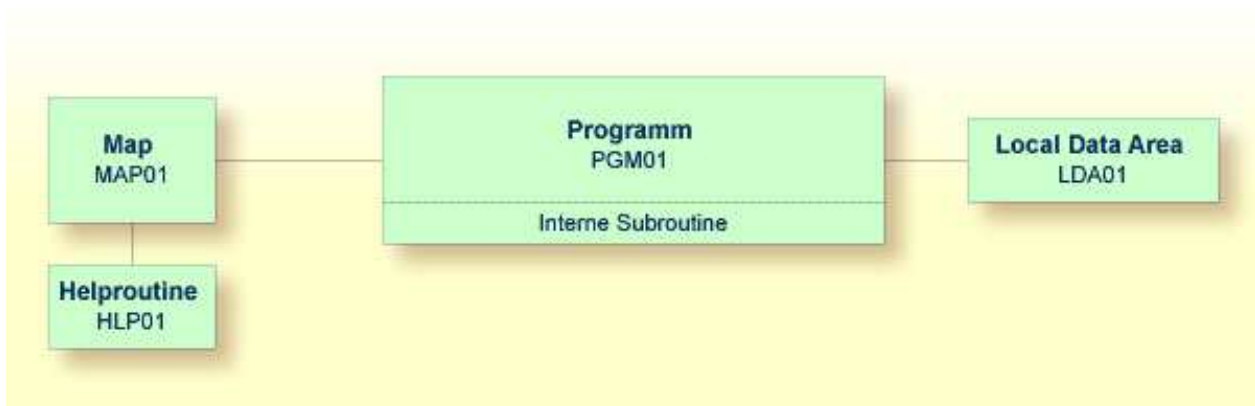 Map
MAP01
Helproutine
HLP01
Programm
PGM01
Interne Subroutine
Local Data Area
LDA01